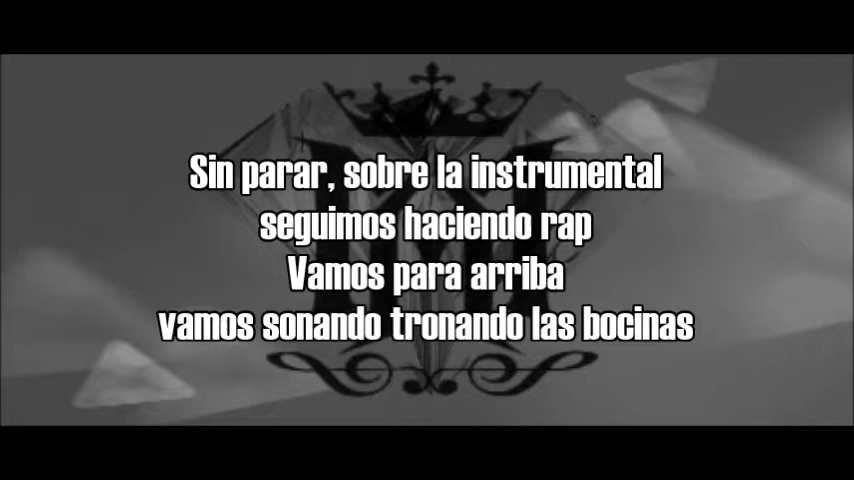 Sin parar, sobre la instrumental
seguimos haciendo rap
Vamos para arriba
vamos sonando tronando las bocinas